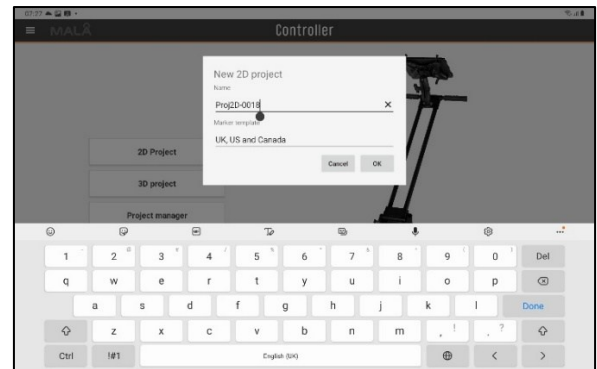 07:27
MALÅ
Controller
New 2D project
Name
Proj2D-0018
Marker template
UK, US and Canada
Cancel OK
2D Project
3D project
Project manager
1 2 3 4 5 6 7 8 9 0 Del
q w e r t y u i o p
a s d f g h j k l Done
z x c v b n m , ! . ?
Ctrl !#1 English (UK) < >